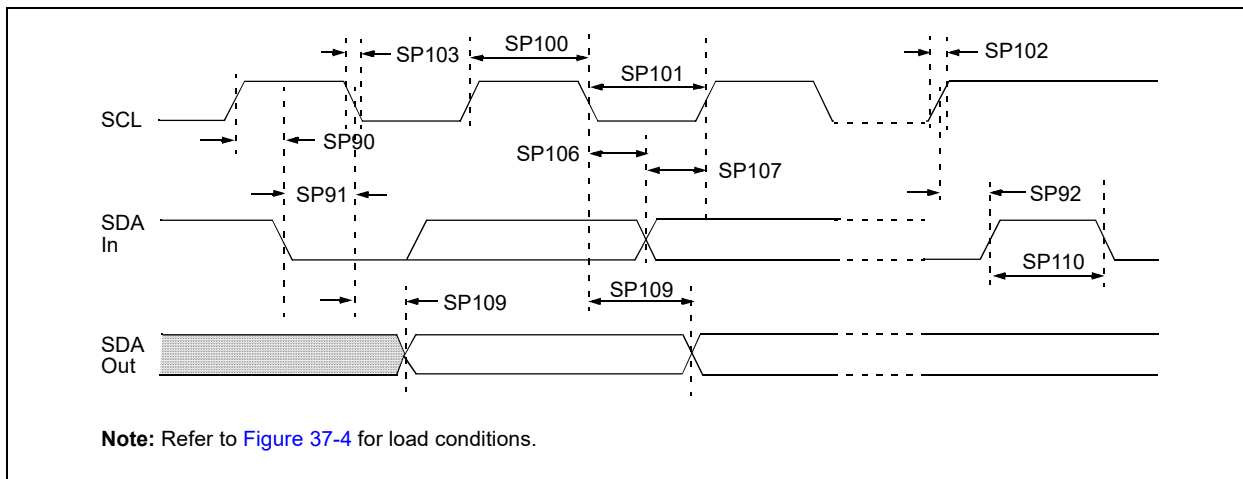 SP103
SP100
SP101
SP102
SCL
SP90
SP106
SP107
SP91
SP92
SDA
In
SP110
SP109
SP109
SDA
Out
Note: Refer to Figure 37-4 for load conditions.